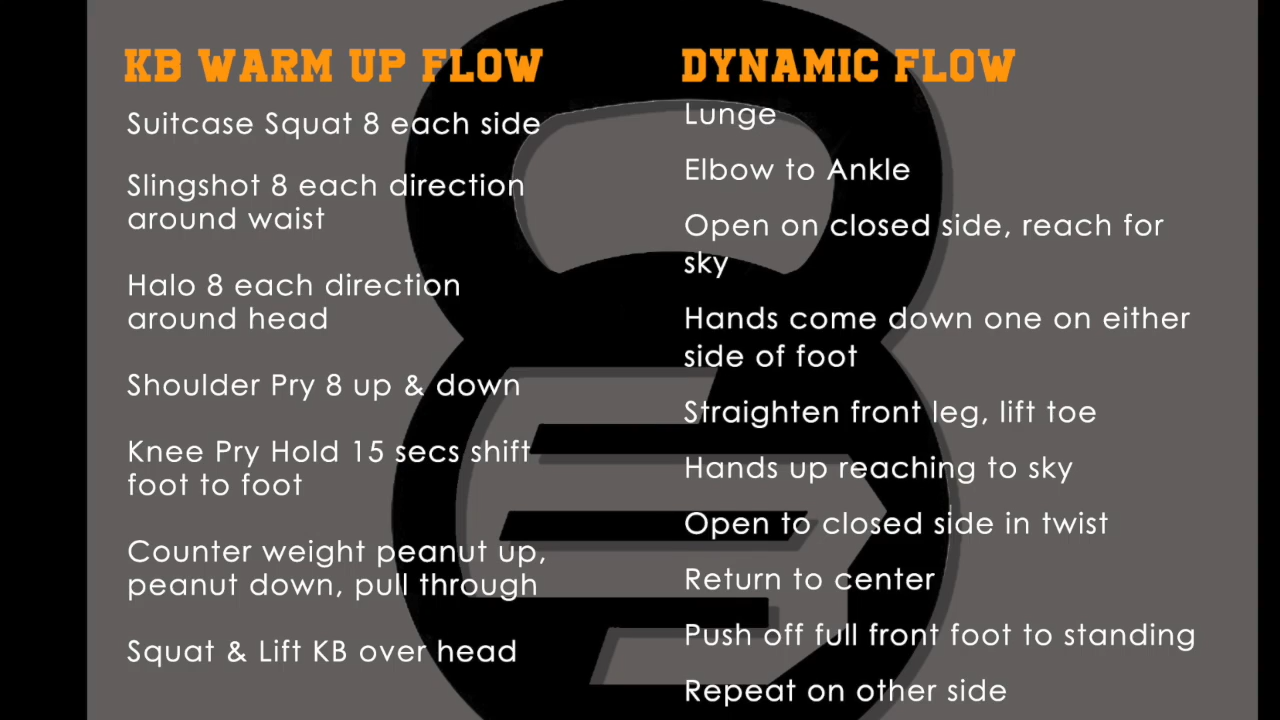 KB WARM UP FLOW
Suitcase Squat 8 each side
Slingshot 8 each direction
around waist
Halo 8 each direction
around head
Shoulder Pry 8 up & down
Knee Pry Hold 15 secs shift
foot to foot
Counter weight peanut up,
peanut down, pull through
Squat & Lift KB over head
DYNAMIC FLOW
Lunge
Elbow to Ankle
Open on closed side, reach for
sky
Hands come down one on either
side of foot
Straighten front leg, lift toe
Hands up reaching to sky
Open to closed side in twist
Return to center
Push off full front foot to standing
Repeat on other side